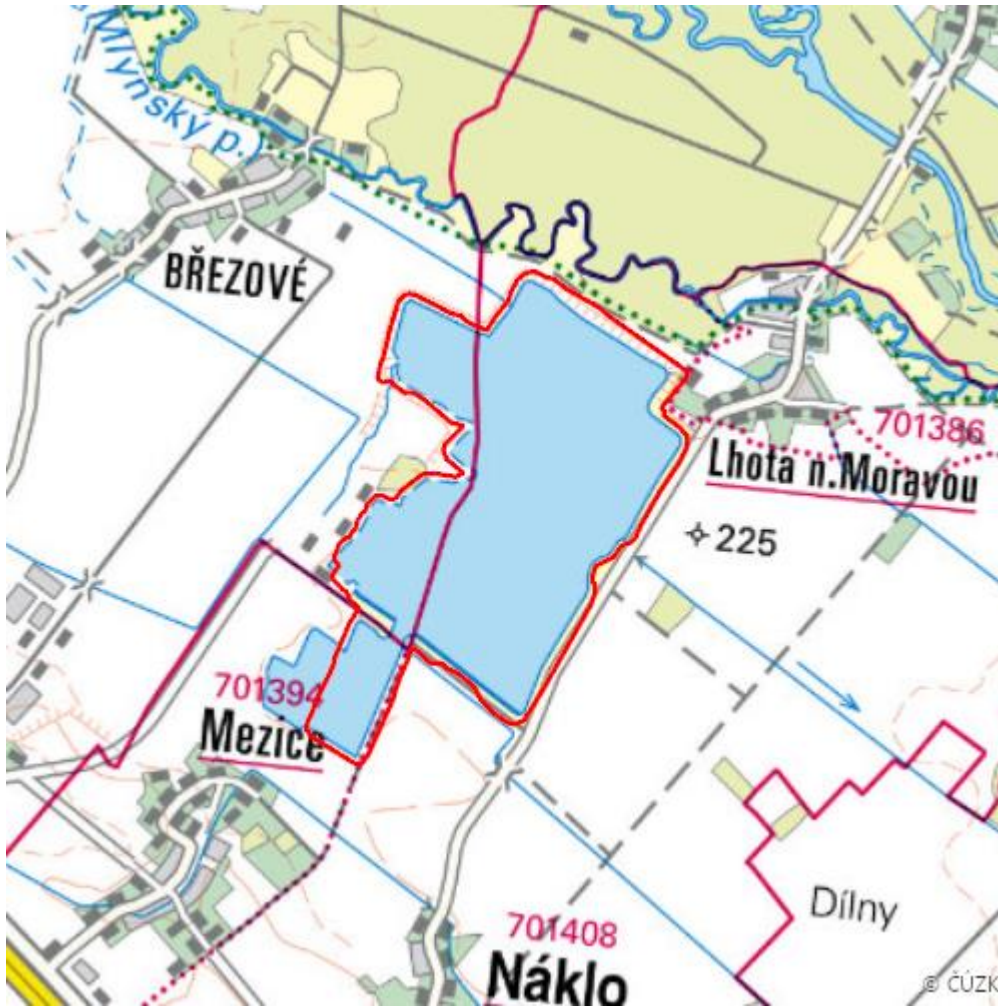 Mlýnský p.
BŘEZOVÉ
701386
Lhota n.Moravou
225
701394
Mezice
Dílny
701408
Náklo
© ČÚZK